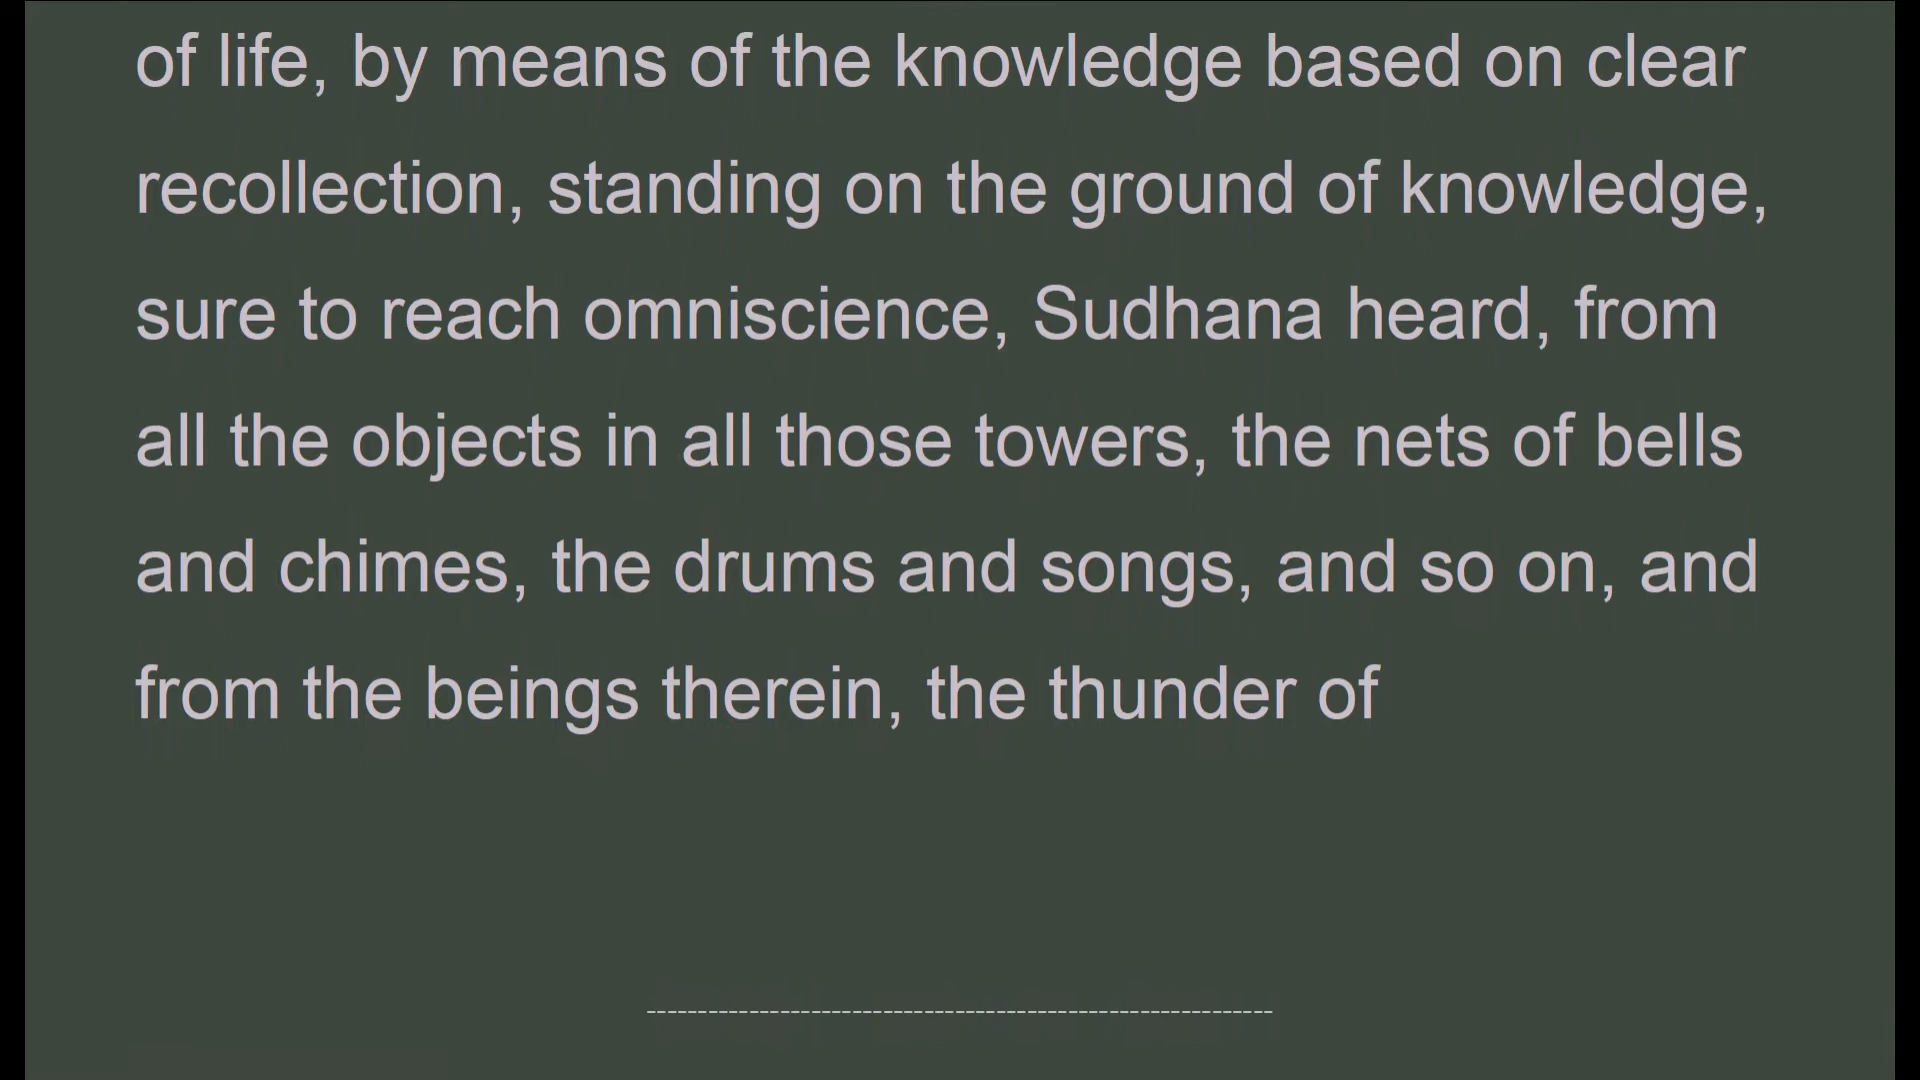 of life, by means of the knowledge based on clear
recollection, standing on the ground of knowledge,
sure to reach omniscience, Sudhana heard, from
all the objects in all those towers, the nets of bells
and chimes, the drums and songs, and so on, and
from the beings therein, the thunder of
-------------------------------------------------------------